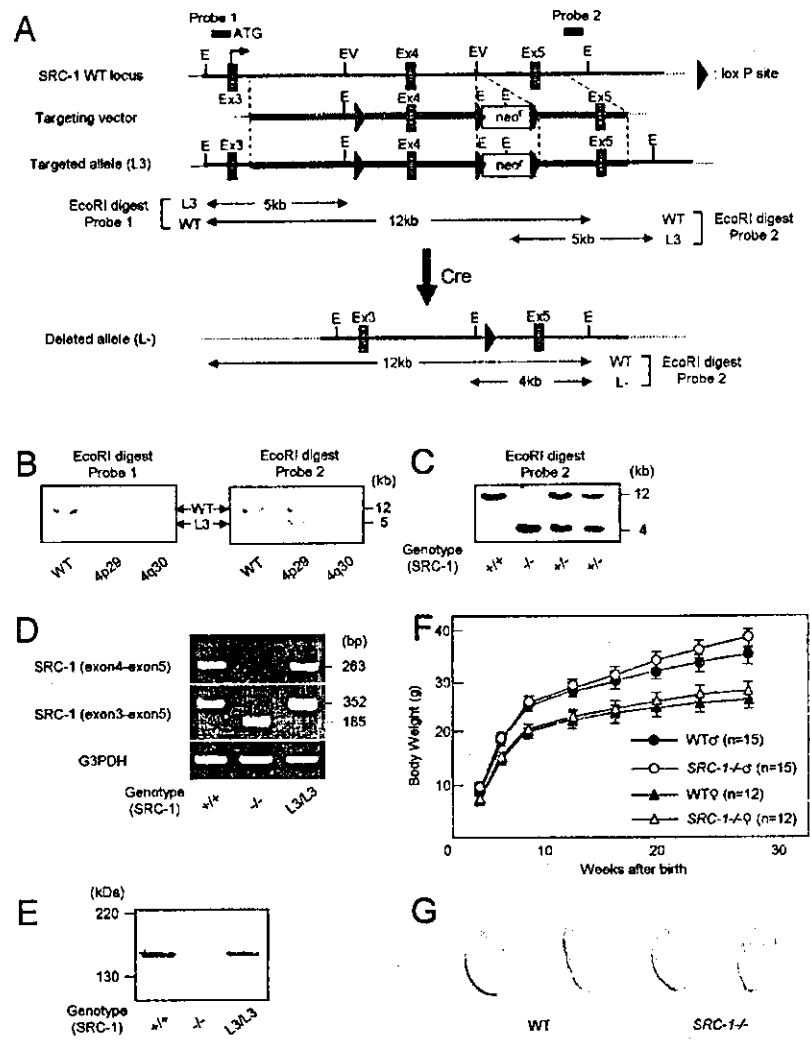 A
Probe 1
Probe 2
ATG
E EV Ex4 EV Ex5 E
SRC-1 WT locus
: lox P site
Ex3 E Ex4 E E Ex5
Targeting vector
neoʳ
E Ex3 E Ex4 E E Ex5 E
Targeted allele (L3)
neoʳ
EcoRI digest
Probe 1
L3
5kb
WT
12kb
WT
L3
EcoRI digest
Probe 2
5kb
Cre
E Ex3 E Ex5 E
Deleted allele (L-)
12kb
WT
4kb
L-
EcoRI digest
Probe 2
B
EcoRI digest
Probe 1
EcoRI digest
Probe 2
(kb)
WT
12
L3
5
WT 4p29 4q30
WT 4p29 4q30
C
EcoRI digest
Probe 2
(kb)
12
4
Genotype
(SRC-1)
+/+ -/- +/- +/-
D
(bp)
SRC-1 (exon4-exon5)
263
SRC-1 (exon3-exon5)
352
185
G3PDH
Genotype
(SRC-1)
+/+ -/- L3/L3
E
(kDa)
220
130
Genotype
(SRC-1)
+/+ -/- L3/L3
F
Body Weight (g)
40
30
20
10
WT♂ (n=15)
SRC-1-/-♂ (n=15)
WT♀ (n=12)
SRC-1-/-♀ (n=12)
0 10 20 30
Weeks after birth
G
WT
SRC-1-/-